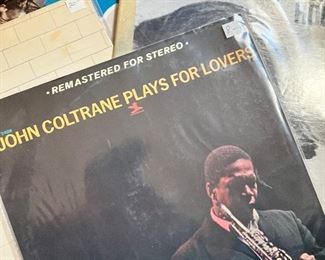 • REMASTERED FOR STEREO •
JOHN COLTRANE PLAYS FOR LOVERS